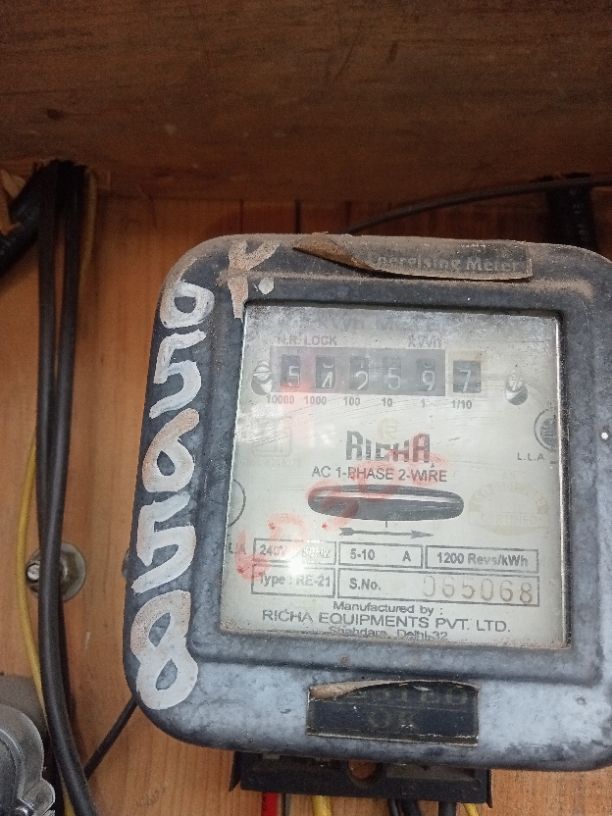 Energising Meter
N.R. LOCK kWh
5 1 2 5 9 7
10000 1000 100 10 1 1/10
RICHA
AC 1-PHASE 2-WIRE
L.L.A.
240V 50Hz 5-10 A 1200 Revs/kWh
Type : RE-21 S.No. 065068
Manufactured by :
RICHA EQUIPMENTS PVT. LTD.
Shahdara, Delhi-32